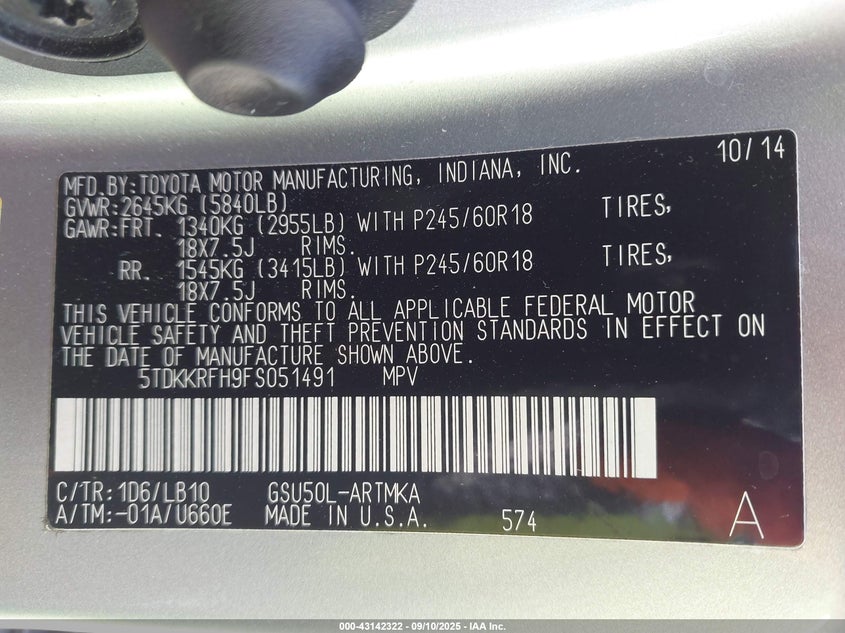 10/14
MFD.BY:TOYOTA MOTOR MANUFACTURING, INDIANA, INC.
GVWR:2645KG (5840LB)
GAWR:FRT. 1340KG (2955LB) WITH P245/60R18 TIRES,
18X7.5J RIMS.
RR. 1545KG (3415LB) WITH P245/60R18 TIRES,
18X7.5J RIMS.
THIS VEHICLE CONFORMS TO ALL APPLICABLE FEDERAL MOTOR
VEHICLE SAFETY AND THEFT PREVENTION STANDARDS IN EFFECT ON
THE DATE OF MANUFACTURE SHOWN ABOVE.
5TDKKRFH9FS051491 MPV
C/TR:1D6/LB10 GSU50L-ARTMKA
A/TM:-01A/U660E MADE IN U.S.A. 574 A
000-43142322 - 09/10/2025 - IAA Inc.